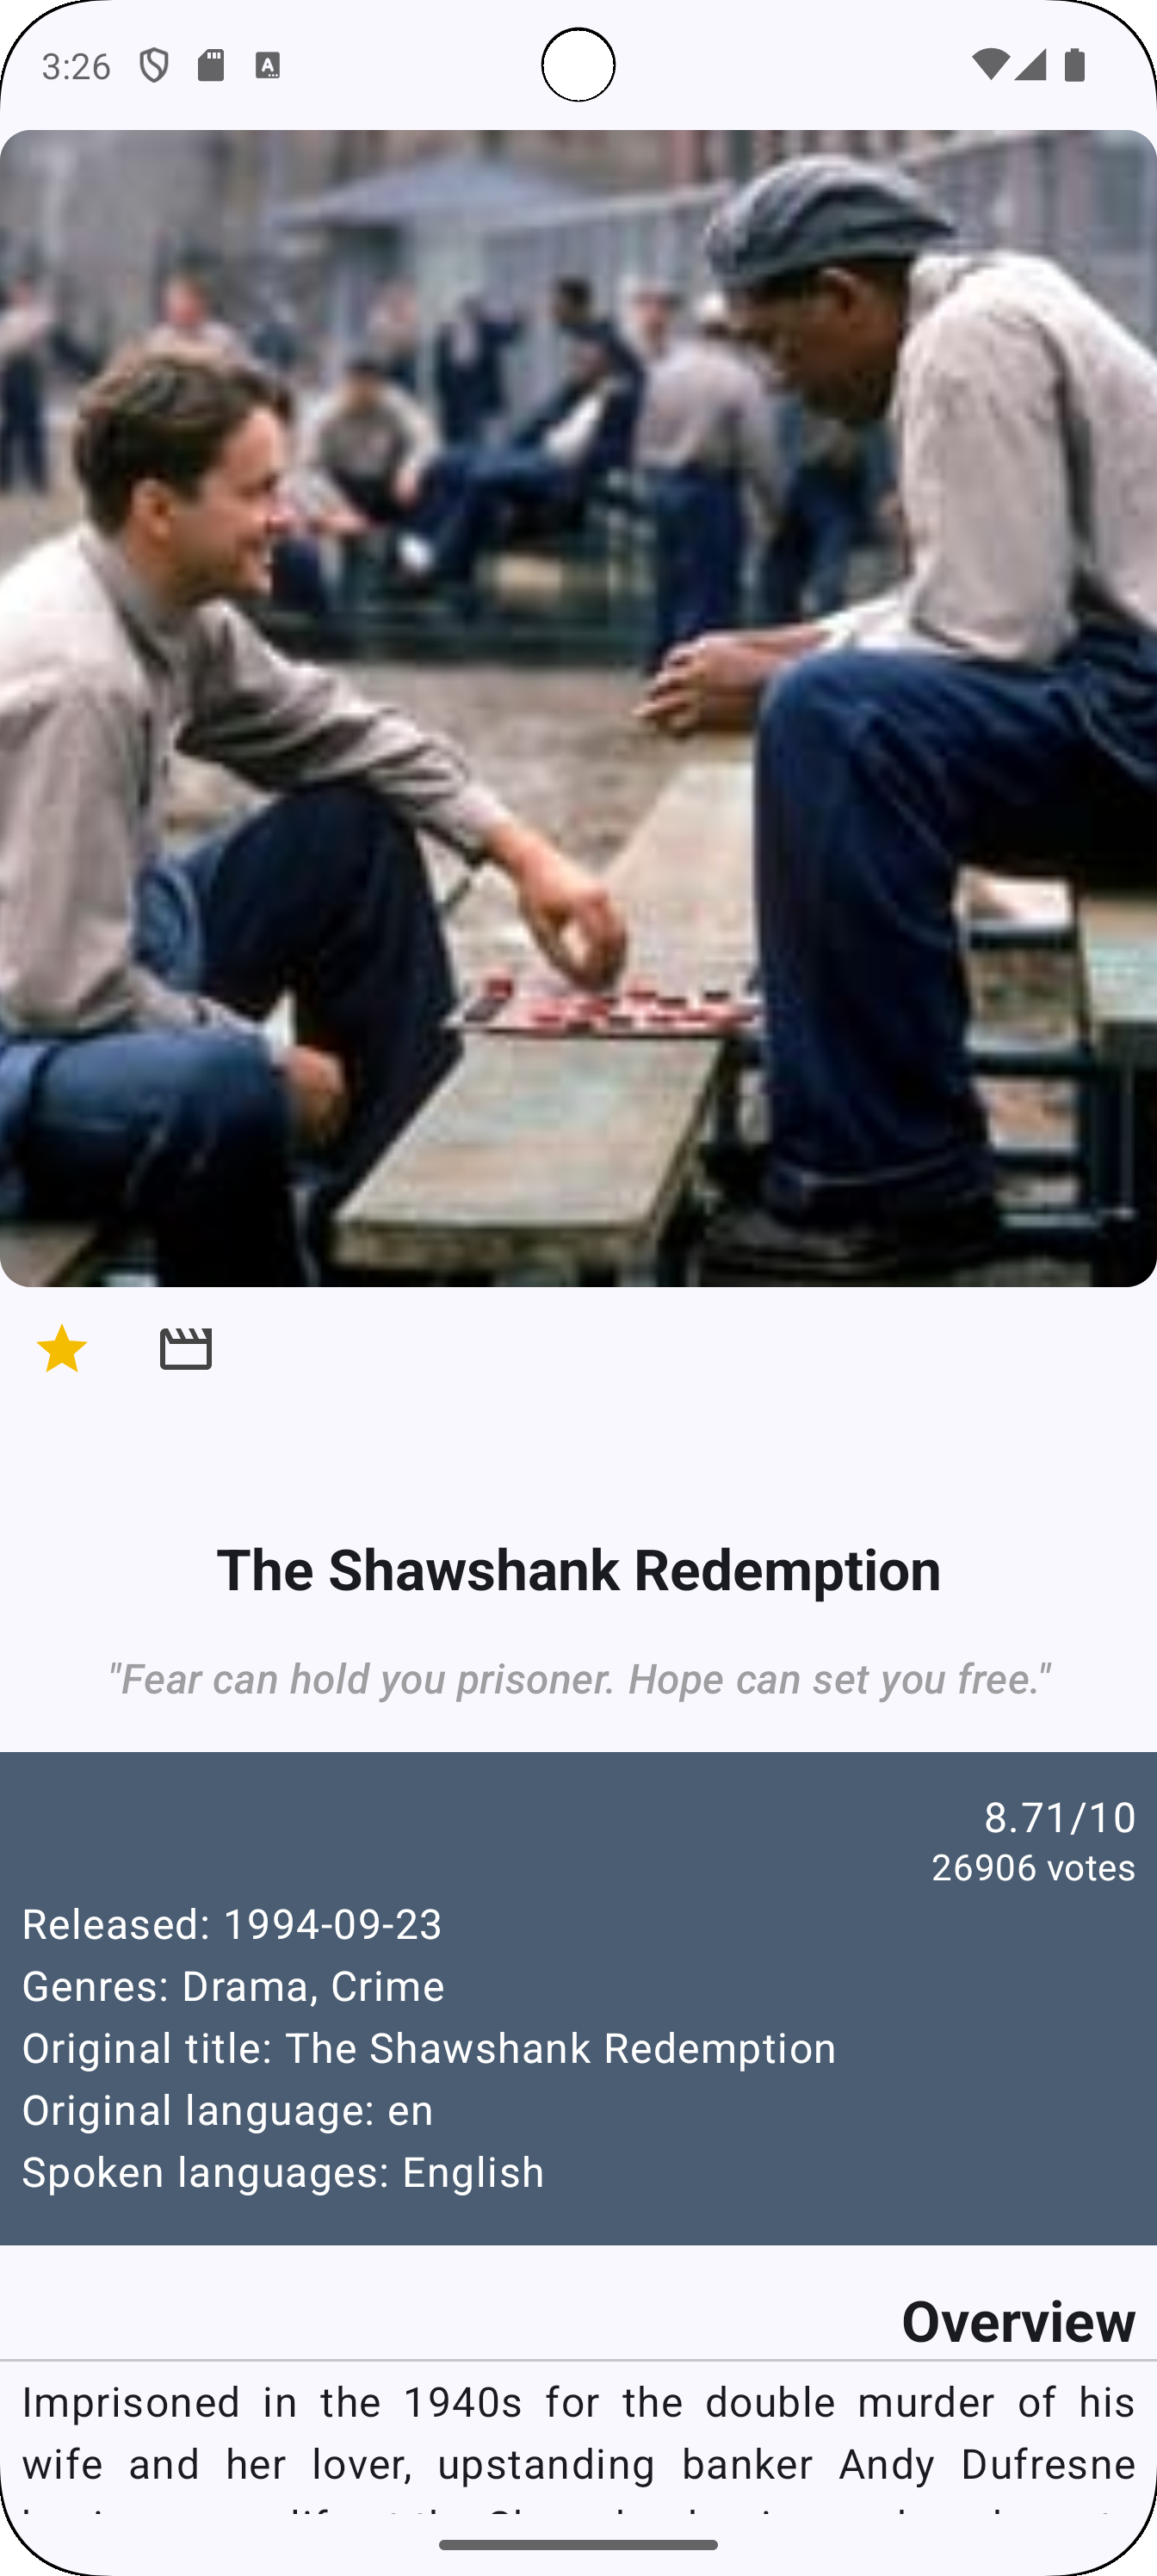 3:26
The Shawshank Redemption
"Fear can hold you prisoner. Hope can set you free."
8.71/10
26906 votes
Released: 1994-09-23
Genres: Drama, Crime
Original title: The Shawshank Redemption
Original language: en
Spoken languages: English
Overview
Imprisoned in the 1940s for the double murder of his
wife and her lover, upstanding banker Andy Dufresne